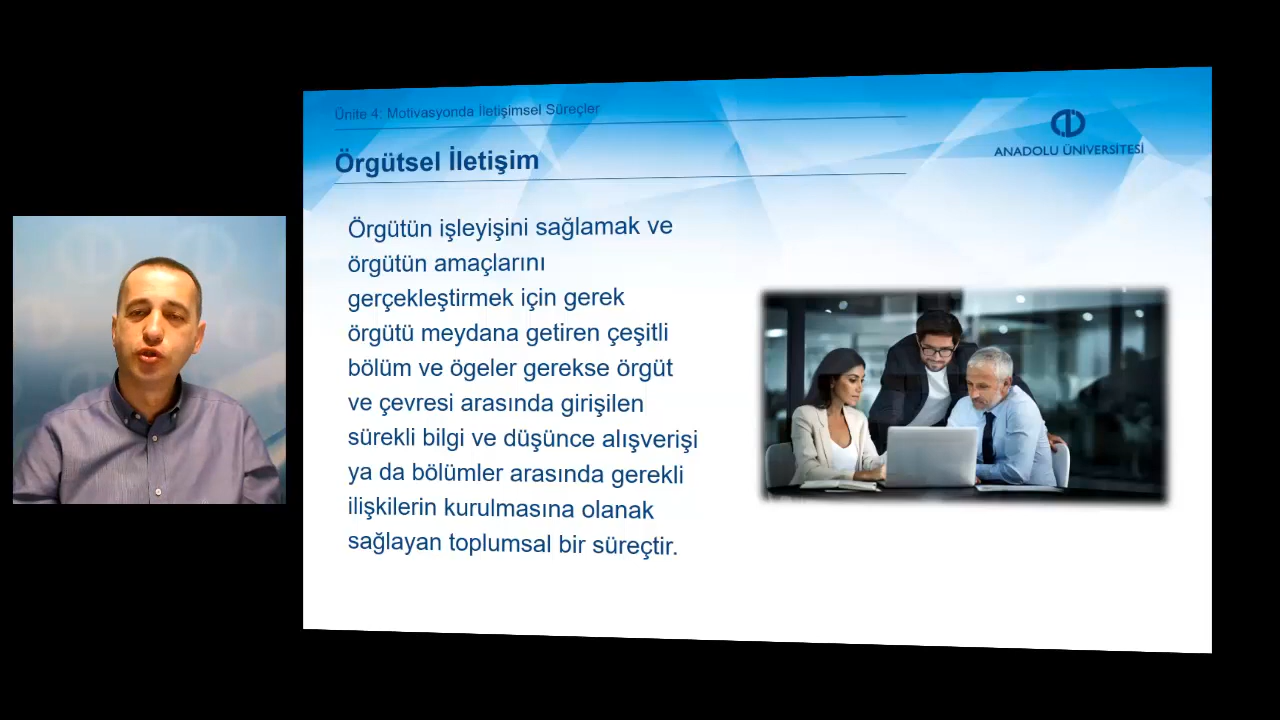 Ünite 4: Motivasyonda İletişimsel Süreçler
ANADOLU ÜNİVERSİTESİ
Örgütsel İletişim
Örgütün işleyişini sağlamak ve
örgütün amaçlarını
gerçekleştirmek için gerek
örgütü meydana getiren çeşitli
bölüm ve ögeler gerekse örgüt
ve çevresi arasında girişilen
sürekli bilgi ve düşünce alışverişi
ya da bölümler arasında gerekli
ilişkilerin kurulmasına olanak
sağlayan toplumsal bir süreçtir.